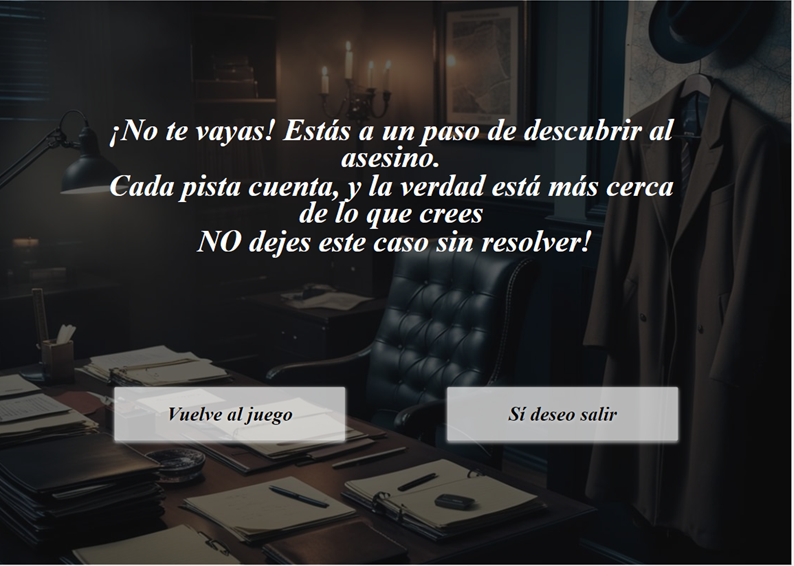 ¡No te vayas! Estás a un paso de descubrir al
asesino.
Cada pista cuenta, y la verdad está más cerca
de lo que crees
NO dejes este caso sin resolver!
Vuelve al juego
Sí deseo salir